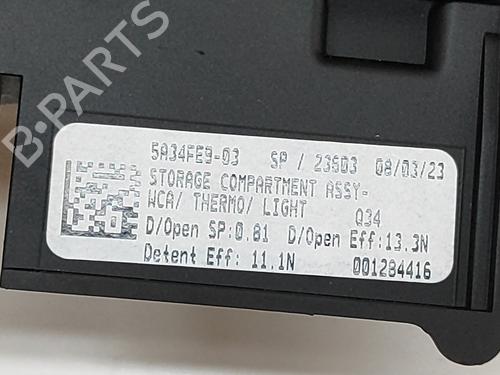 B-PARTS
5A34FE9-03 SP / 23503 08/03/23
STORAGE COMPARTMENT ASSY-
WCA/ THERMO/ LIGHT Q34
D/Open SP:0.81 D/Open Eff:13.3N
Detent Eff: 11.1N 001284416